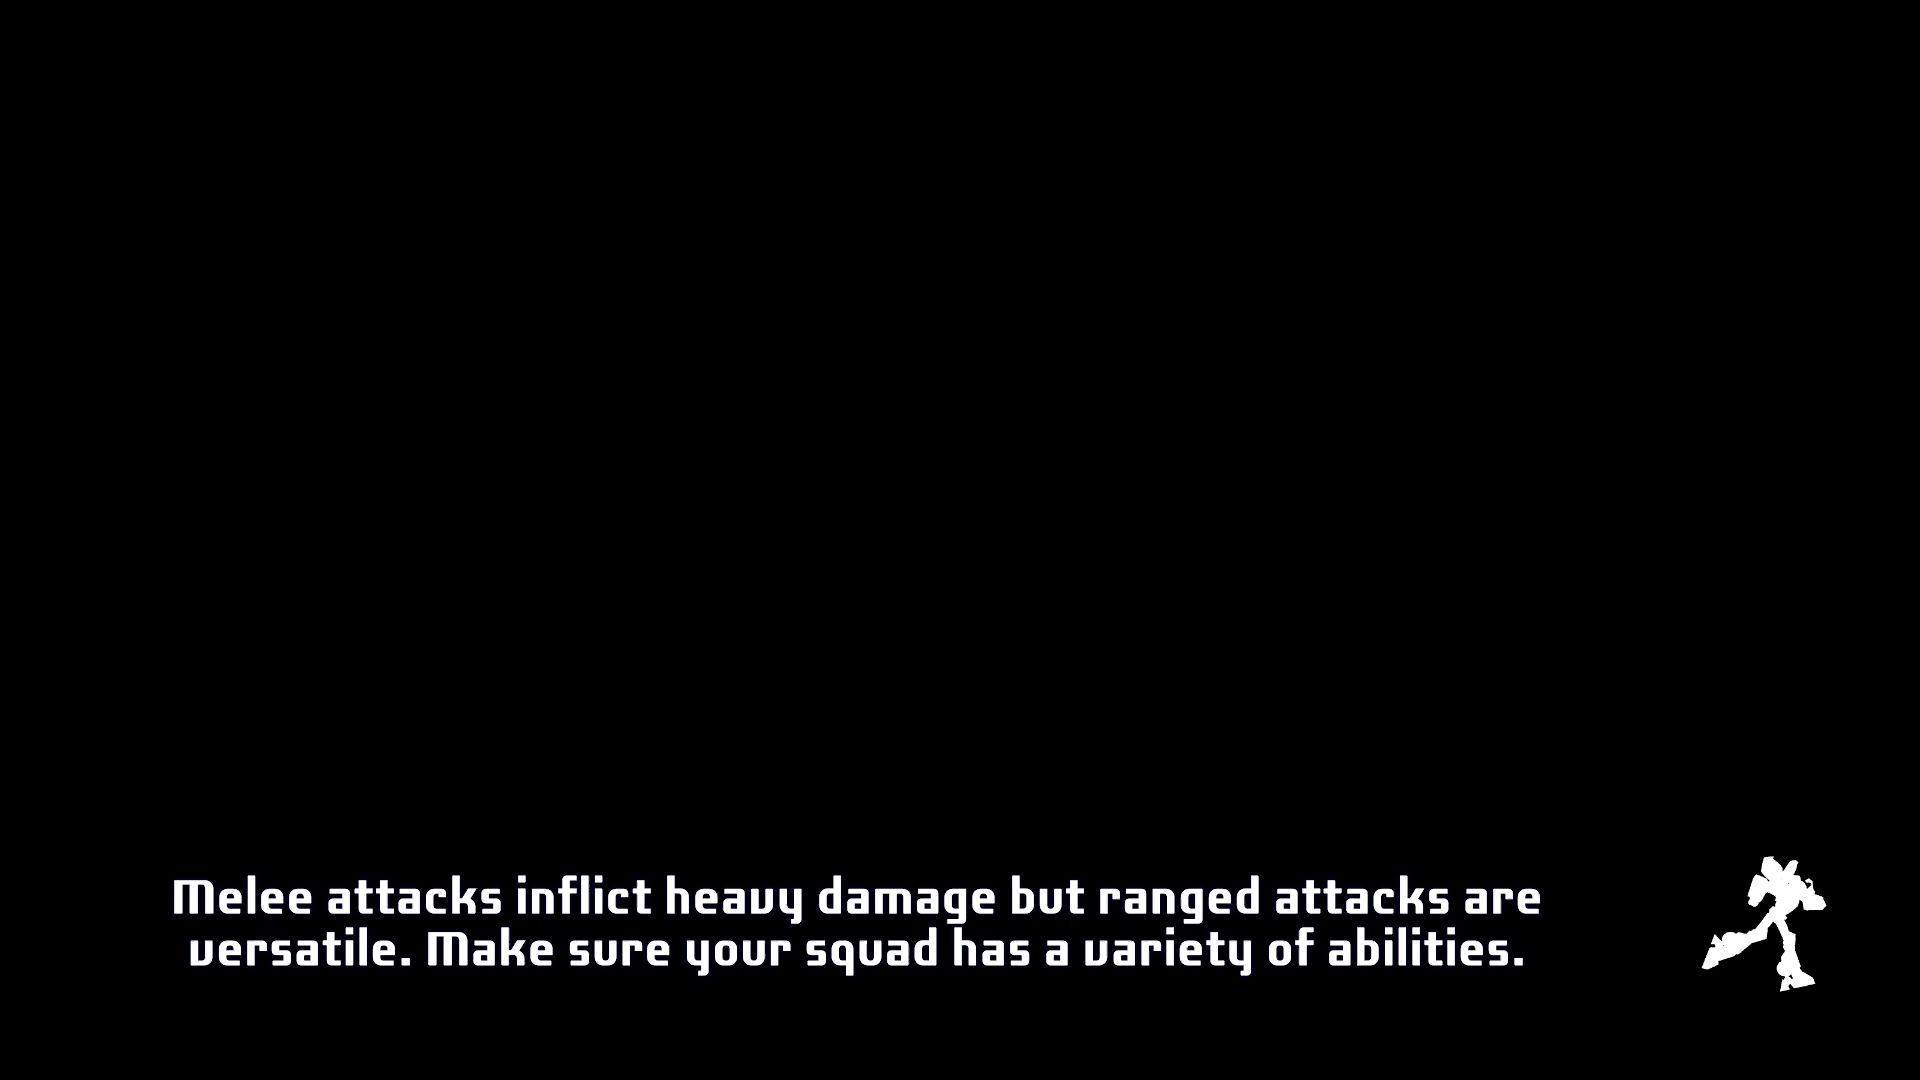 Melee attacks inflict heavy damage but ranged attacks are
versatile. Make sure your squad has a variety of abilities.